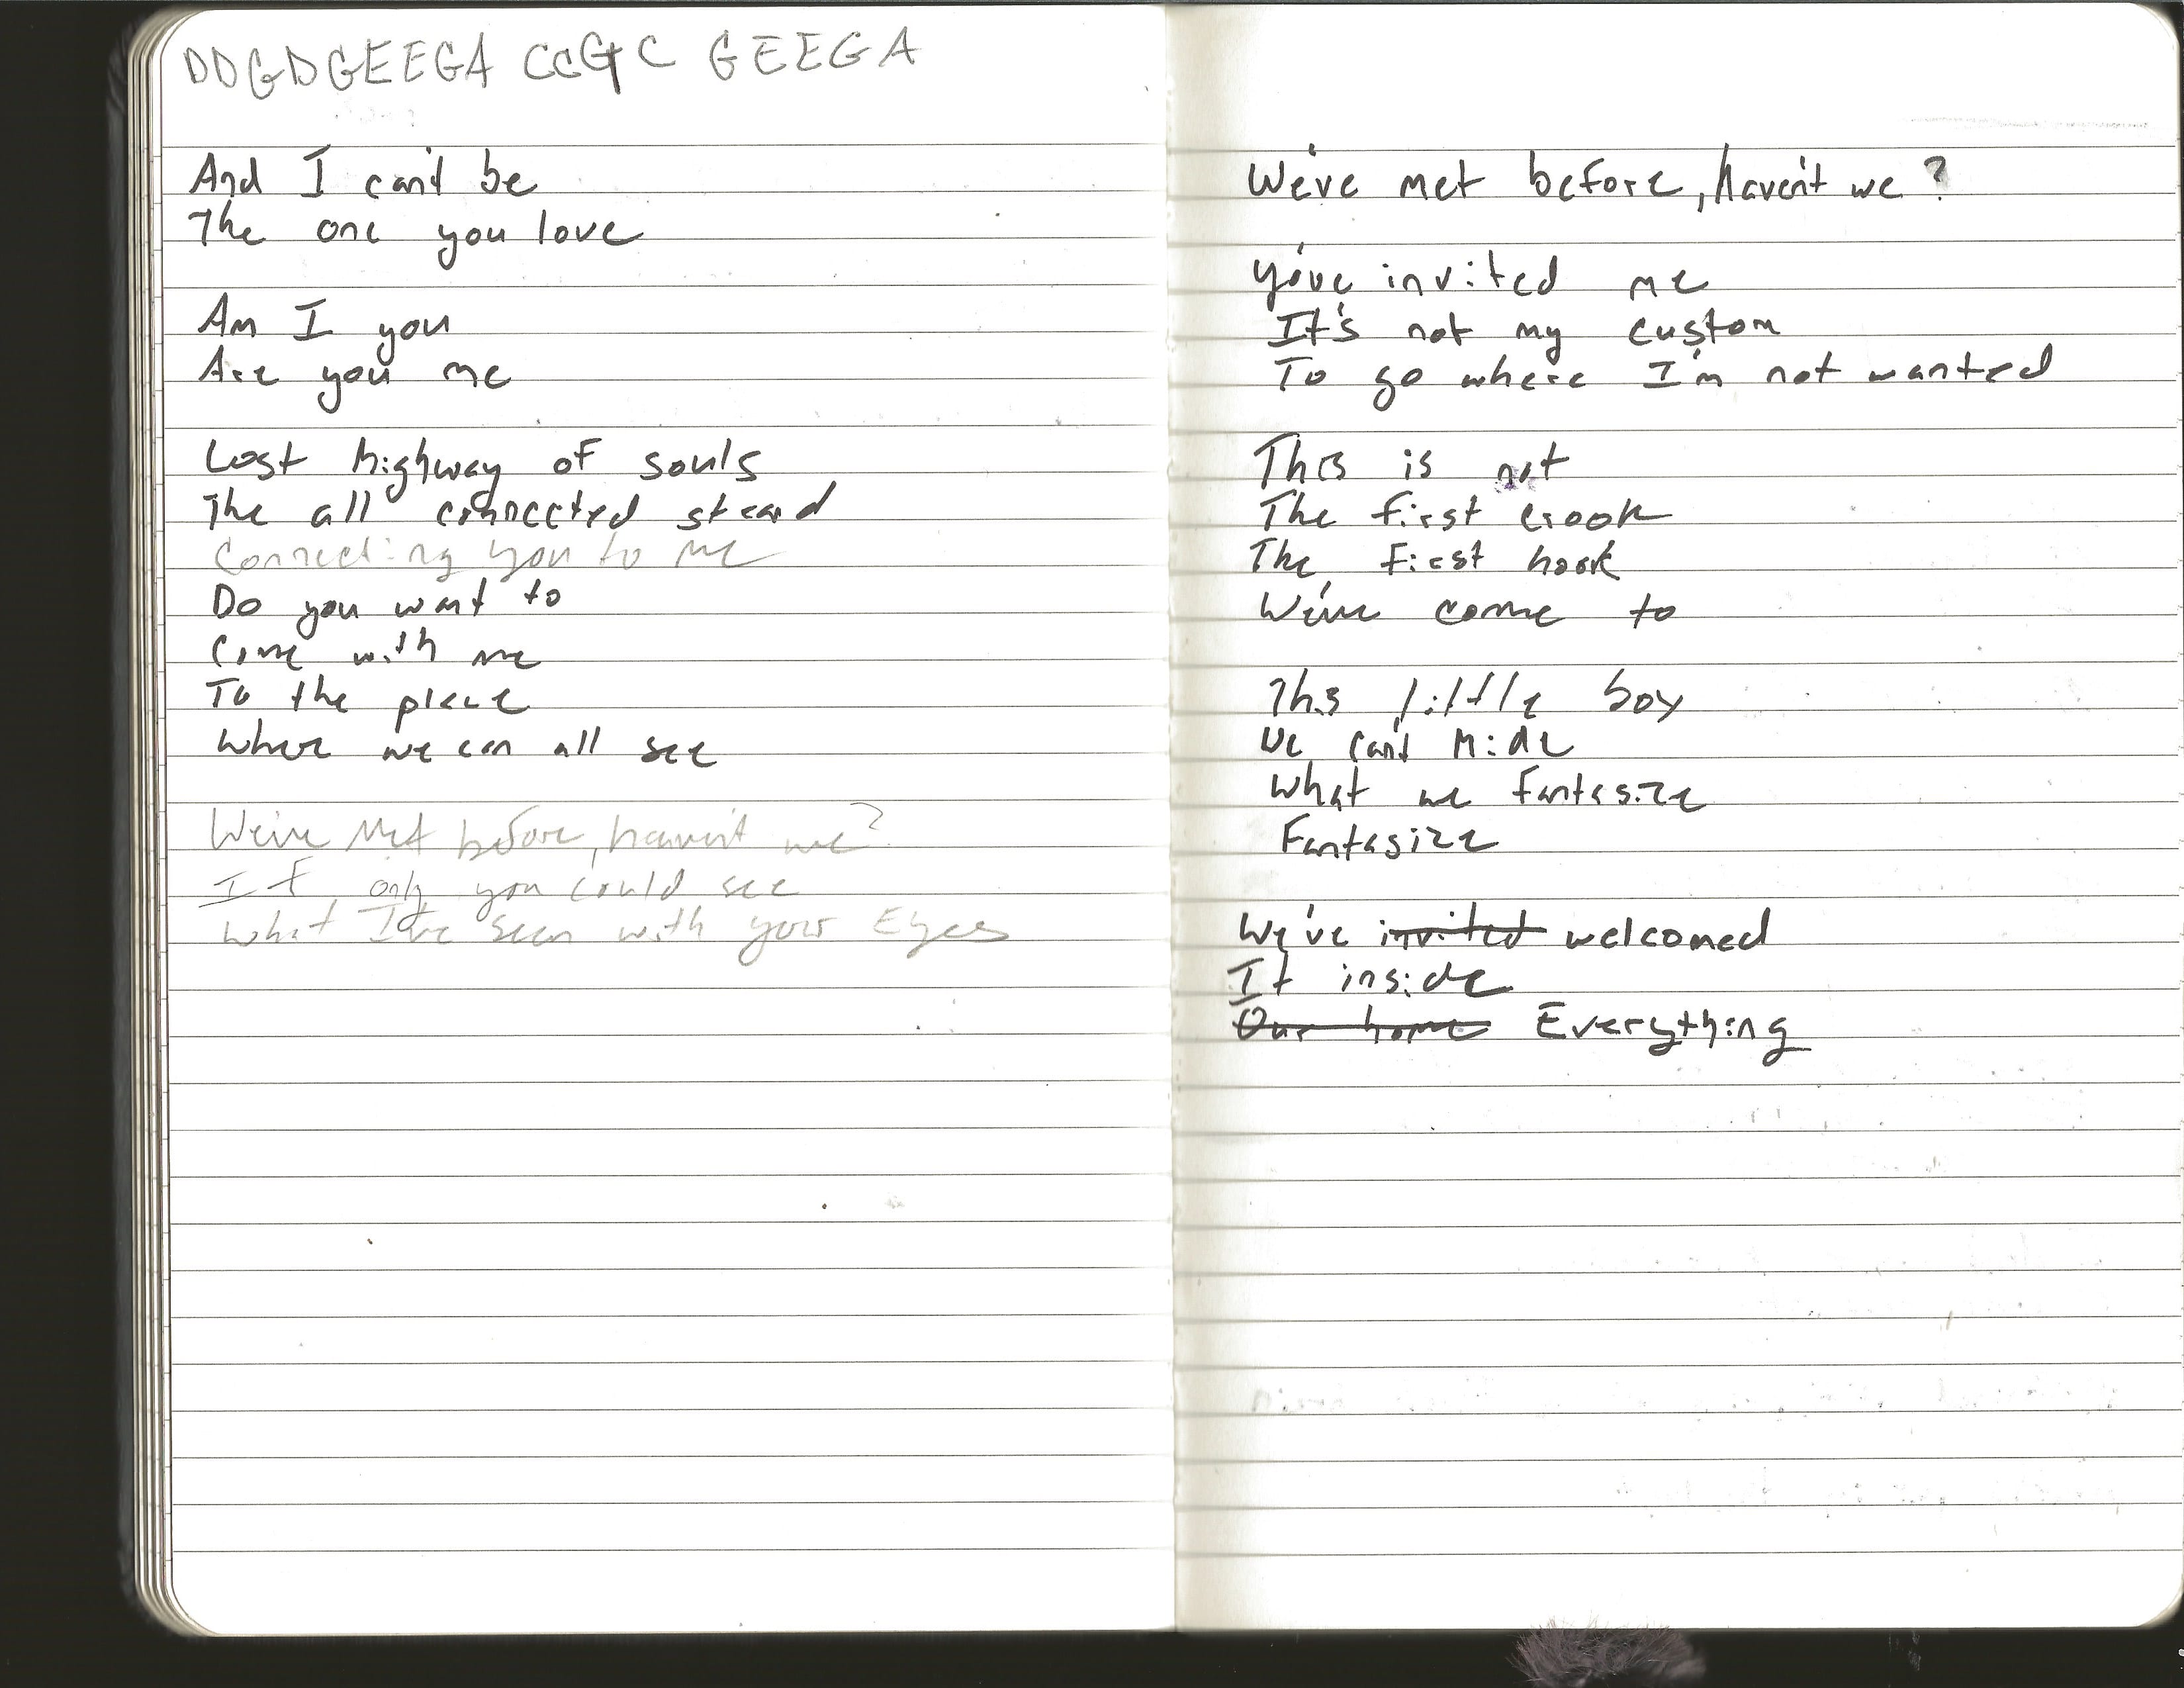 DDGDGEEGA CCGC GEEGA
And I can't be
The one you love
Am I you
Are you me
Lost highway of souls
The all connected
Connecting you to me
Do you want to
Come with me
To the place
Where we can all see
We've Met before, haven't we?
If only you could see
What I've seen with your Eyes
We've met before, haven't we?
You've invited me
It's not my custom
To go where I'm not wanted
This is not
The first crook
The first hook
We've come to
This little boy
We can't hide
What we fantasize
Fantasize
We've invited welcomed
It inside
Our home Everything